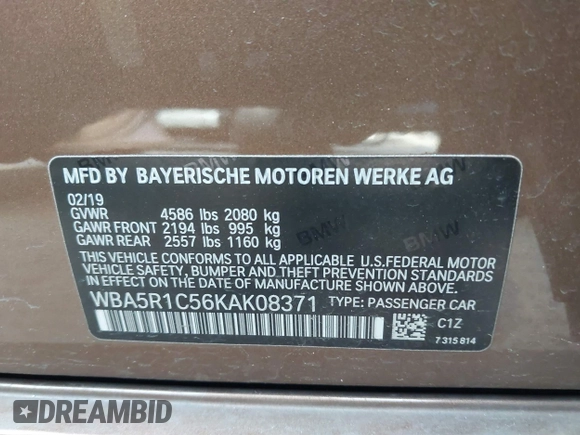 MFD BY BAYERISCHE MOTOREN WERKE AG
02/19
GVWR 4586 lbs 2080 kg
GAWR FRONT 2194 lbs 995 kg
GAWR REAR 2557 lbs 1160 kg
THIS VEHICLE CONFORMS TO ALL APPLICABLE U.S.FEDERAL MOTOR
VEHICLE SAFETY, BUMPER AND THEFT PREVENTION STANDARDS
IN EFFECT ON THE DATE OF MANUFACTURE SHOWN ABOVE.
WBA5R1C56KAK08371 TYPE: PASSENGER CAR
C1Z
7 315 814
DREAMBID